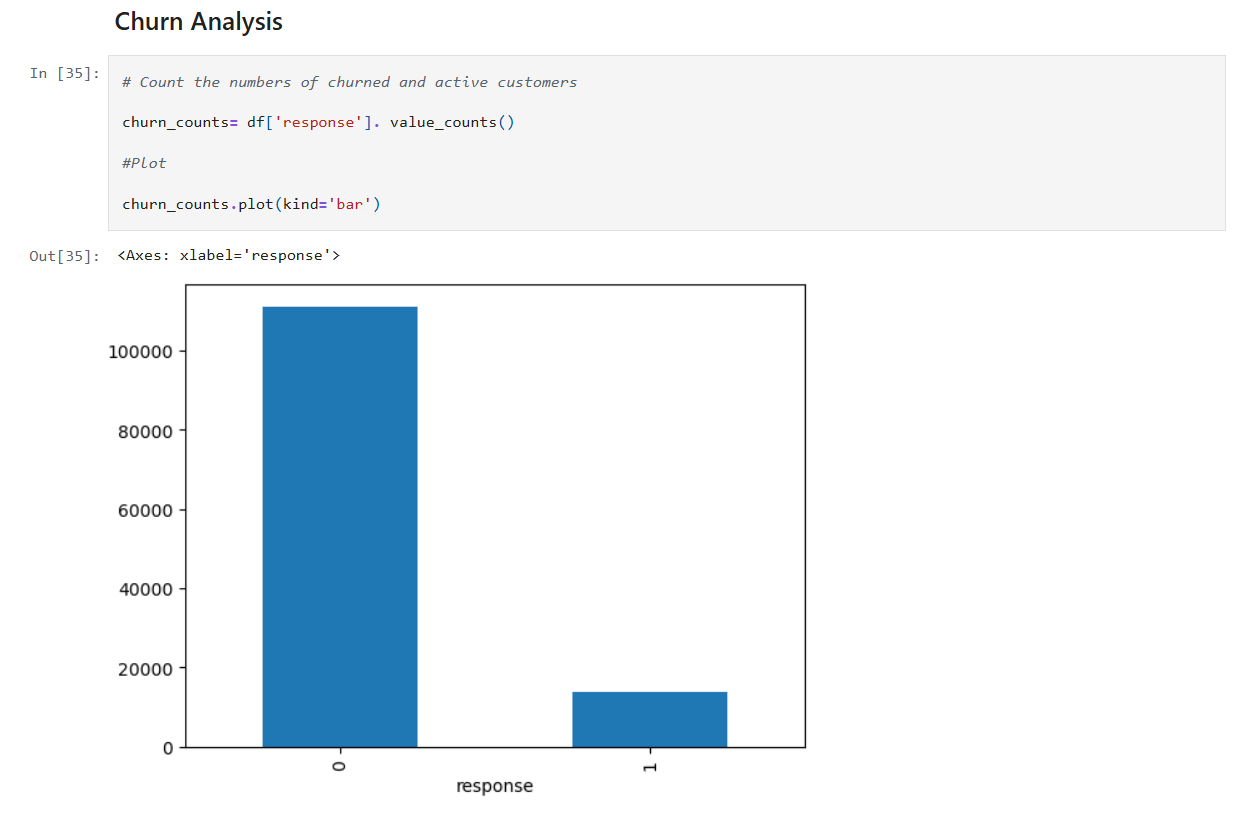 Churn Analysis
In [35]:
# Count the numbers of churned and active customers
churn_counts= df['response']. value_counts()
#Plot
churn_counts.plot(kind='bar')
Out[35]: <Axes: xlabel='response'>
100000
80000
60000
40000
20000
0
0 1
response